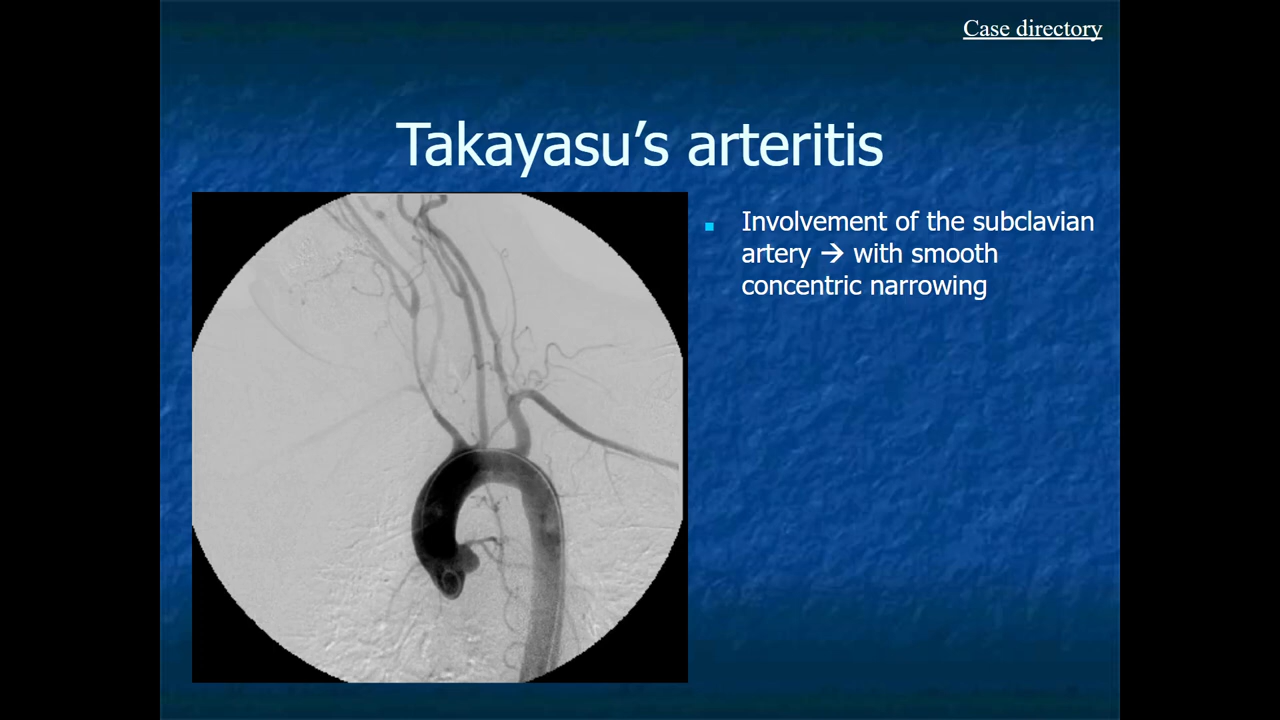 Case directory
Takayasu’s arteritis
Involvement of the subclavian
artery → with smooth
concentric narrowing